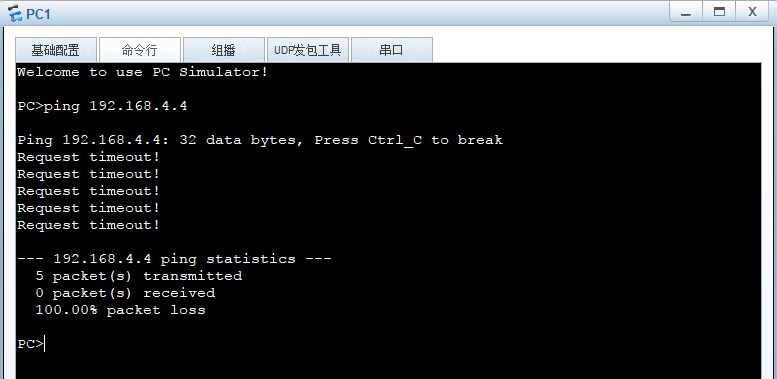 PC1
基础配置 命令行 组播 UDP发包工具 串口
Welcome to use PC Simulator!
PC>ping 192.168.4.4
Ping 192.168.4.4: 32 data bytes, Press Ctrl_C to break
Request timeout!
Request timeout!
Request timeout!
Request timeout!
Request timeout!
--- 192.168.4.4 ping statistics ---
5 packet(s) transmitted
0 packet(s) received
100.00% packet loss
PC>